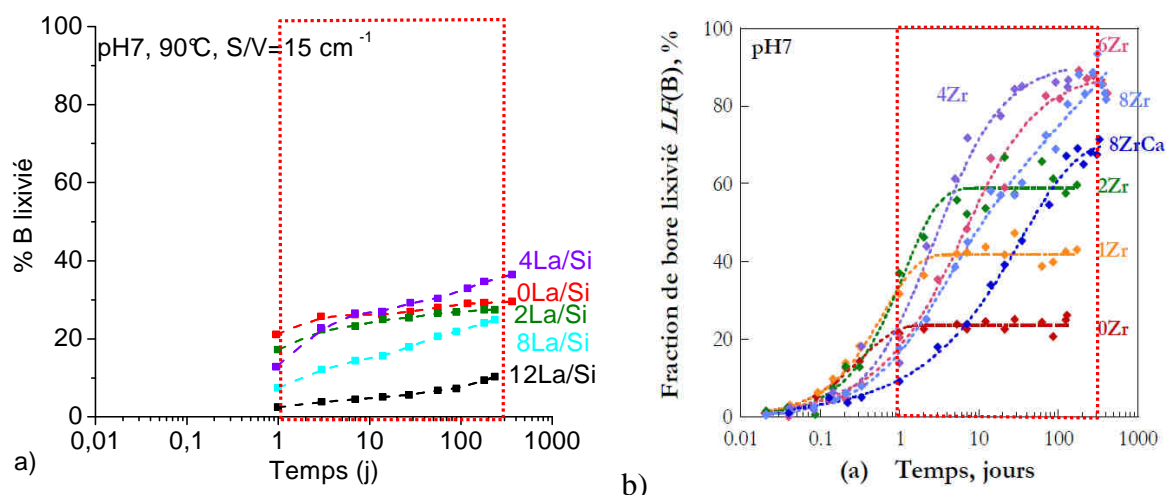 100
80
60
40
20
0
% B lixivié
pH7, 90°C, S/V=15 cm -1
4La/Si
0La/Si
2La/Si
8La/Si
12La/Si
0,01 0,1 1 10 100 1000
Temps (j)
a)
100
80
60
40
20
0
Fraction de bore lixivié LF(B), %
pH7
6Zr
4Zr
8Zr
8ZrCa
2Zr
1Zr
0Zr
0.01 0.1 1 10 100 1000
(a) Temps, jours
b)